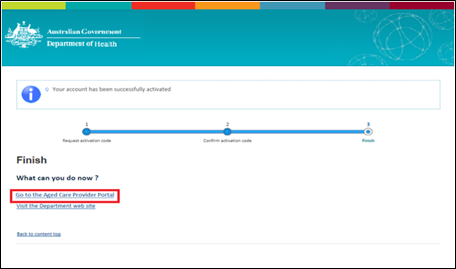 Australian Government
Department of Health
Your account has been successfully activated
1
2
3
Request activation code
Confirm activation code
Finish
Finish
What can you do now ?
Go to the Aged Care Provider Portal
Visit the Department web site
Back to content top